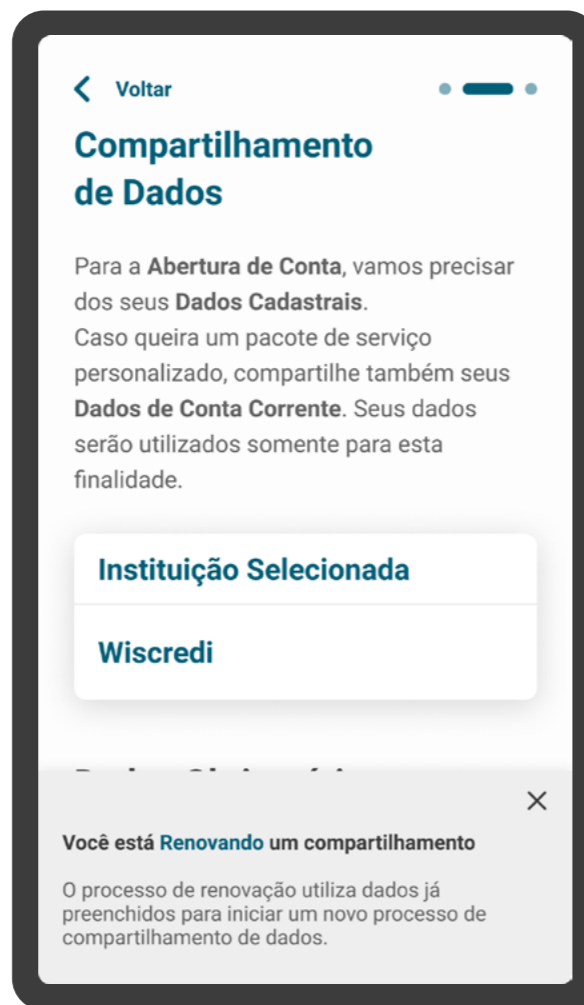 Voltar
Compartilhamento
de Dados
Para a Abertura de Conta, vamos precisar
dos seus Dados Cadastrais.
Caso queira um pacote de serviço
personalizado, compartilhe também seus
Dados de Conta Corrente. Seus dados
serão utilizados somente para esta
finalidade.
Instituição Selecionada
Wiscredi
Você está Renovando um compartilhamento
O processo de renovação utiliza dados já
preenchidos para iniciar um novo processo de
compartilhamento de dados.